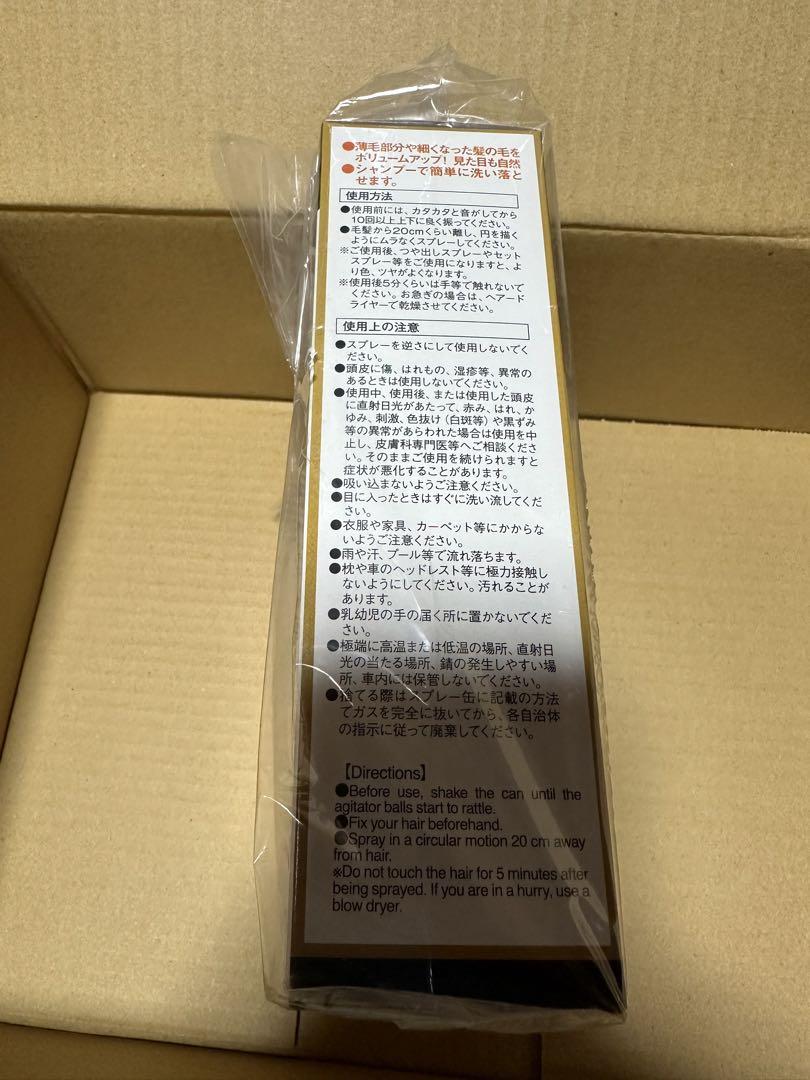 ●薄毛部分や細くなった髪の毛を
ボリュームアップ! 見た目も自然
●シャンプーで簡単に洗い落と
せます。
使用方法
●使用前には、カタカタと音がしてから
10回以上上下に良く振ってください。
●毛髪から20cmくらい離し、円を描く
ようにムラなくスプレーしてください。
※ご使用後、つや出しスプレーやセット
スプレー等をご使用になりますと、よ
り色、ツヤがよくなります。
※使用後5分くらいは手等で触れないで
ください。お急ぎの場合は、ヘアード
ライヤーで乾燥させてください。
使用上の注意
●スプレーを逆さにして使用しないでく
ださい。
●頭皮に傷、はれもの、湿疹等、異常の
あるときは使用しないでください。
●使用中、使用後、または使用した頭皮
に直射日光があたって、赤み、はれ、か
ゆみ、刺激、色抜け(白斑等)や黒ずみ
等の異常があらわれた場合は使用を中
止し、皮膚科専門医等へご相談くださ
い。そのままご使用を続けられますと
症状が悪化することがあります。
●吸い込まないようご注意ください。
●目に入ったときはすぐに洗い流してくだ
さい。
●衣服や家具、カーペット等にかからな
いようご注意ください。
●雨や汗、プール等で流れ落ちます。
●枕や車のヘッドレスト等に極力接触し
ないようにしてください。汚れることが
あります。
●乳幼児の手の届く所に置かないでくだ
さい。
●極端に高温または低温の場所、直射日
光の当たる場所、錆の発生しやすい場
所、車内には保管しないでください。
●捨てる際はスプレー缶に記載の方法
でガスを完全に抜いてから、各自治体
の指示に従って廃棄してください。
【Directions】
●Before use, shake the can until the
agitator balls start to rattle.
●Fix your hair beforehand.
●Spray in a circular motion 20 cm away
from hair.
※Do not touch the hair for 5 minutes after
being sprayed. If you are in a hurry, use a
blow dryer.